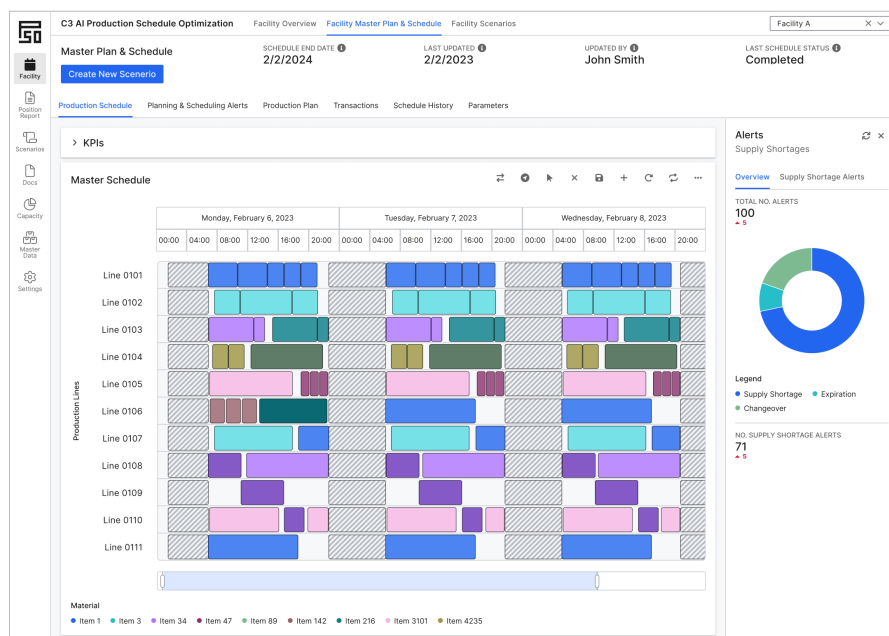 C3 AI Production Schedule Optimization
Facility Overview
Facility Master Plan & Schedule
Facility Scenarios
Facility A
PSO
Facility
Position Report
Scenarios
Docs
Capacity
Master Data
Settings
Master Plan & Schedule
Create New Scenerio
SCHEDULE END DATE
2/2/2024
LAST UPDATED
2/2/2023
UPDATED BY
John Smith
LAST SCHEDULE STATUS
Completed
Production Schedule
Planning & Scheduling Alerts
Production Plan
Transactions
Schedule History
Parameters
KPIs
Master Schedule
Monday, February 6, 2023
Tuesday, February 7, 2023
Wednesday, February 8, 2023
00:00 04:00 08:00 12:00 16:00 20:00 00:00 04:00 08:00 12:00 16:00 20:00 00:00 04:00 08:00 12:00 16:00 20:00
Production Lines
Line 0101
Line 0102
Line 0103
Line 0104
Line 0105
Line 0106
Line 0107
Line 0108
Line 0109
Line 0110
Line 0111
Material
Item 1
Item 3
Item 34
Item 47
Item 89
Item 142
Item 216
Item 3101
Item 4235
Alerts
Supply Shortages
Overview
Supply Shortage Alerts
TOTAL NO. ALERTS
100
5
Legend
Supply Shortage
Expiration
Changeover
NO. SUPPLY SHORTAGE ALERTS
71
5